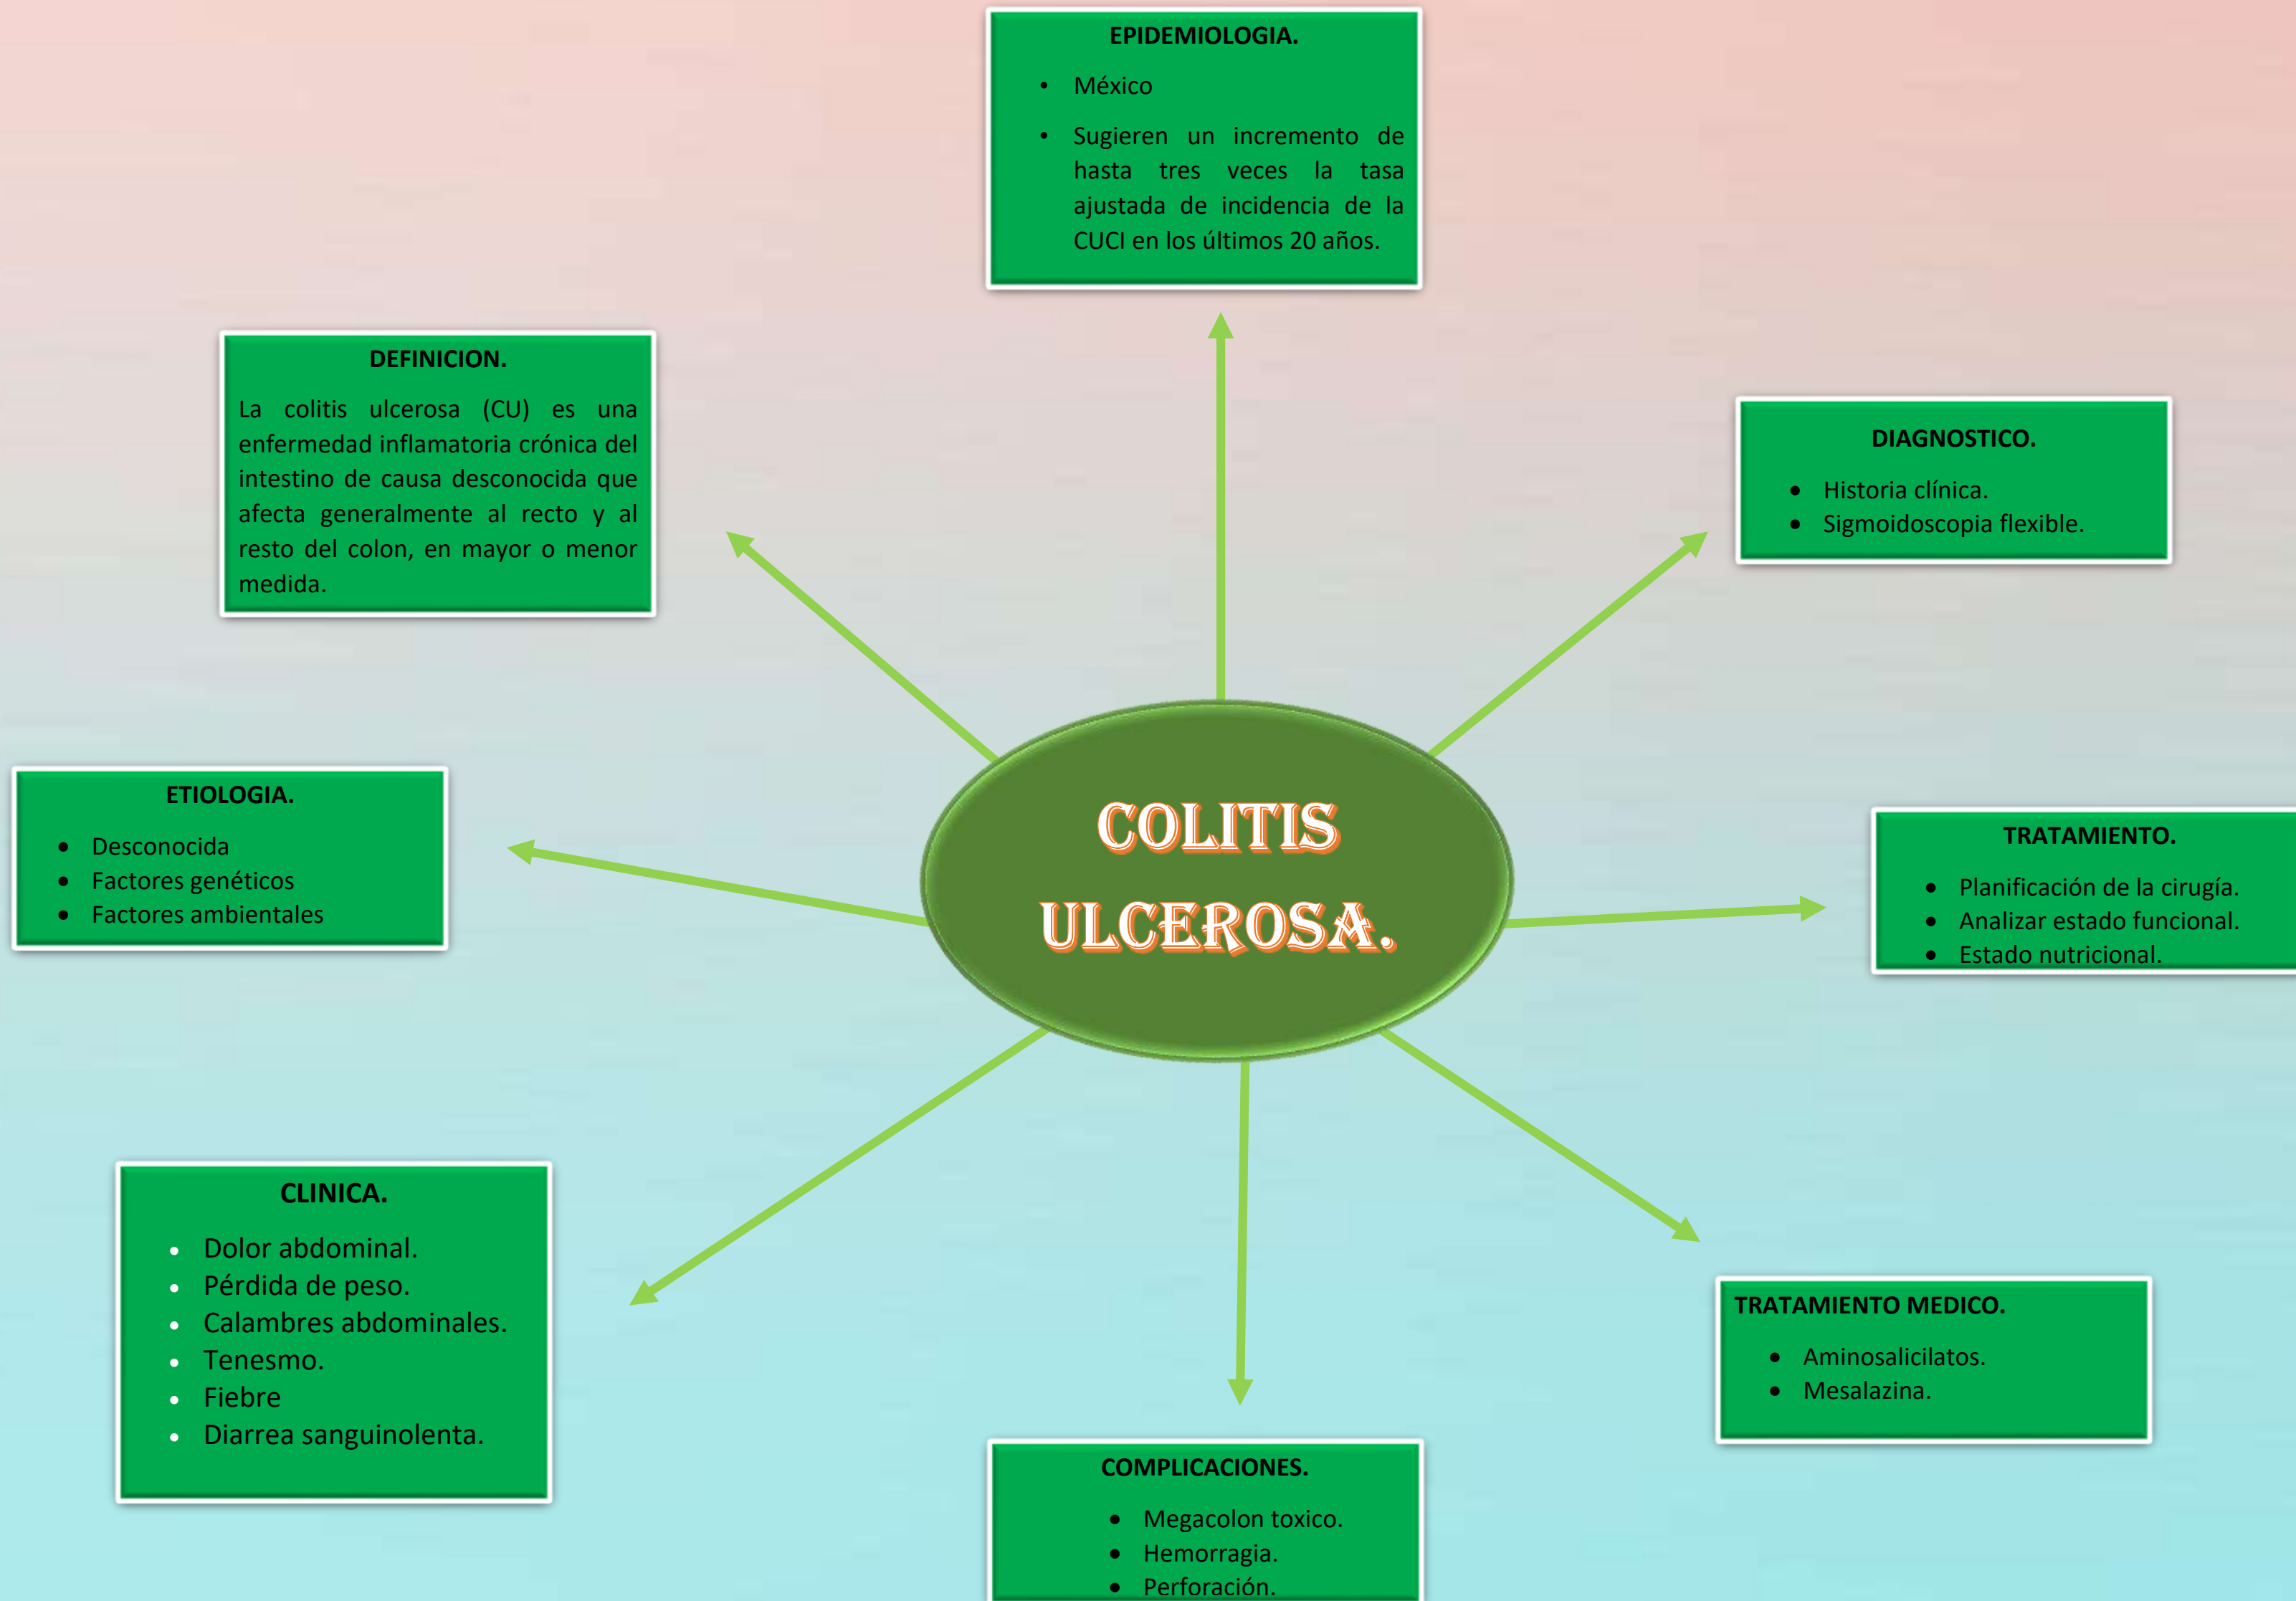 EPIDEMIOLOGIA.
• México
• Sugieren un incremento de
hasta tres veces la tasa
ajustada de incidencia de la
CUCI en los últimos 20 años.
DEFINICION.
La colitis ulcerosa (CU) es una
enfermedad inflamatoria crónica del
intestino de causa desconocida que
afecta generalmente al recto y al
resto del colon, en mayor o menor
medida.
DIAGNOSTICO.
• Historia clínica.
• Sigmoidoscopia flexible.
ETIOLOGIA.
• Desconocida
• Factores genéticos
• Factores ambientales
COLITIS
ULCEROSA.
TRATAMIENTO.
• Planificación de la cirugía.
• Analizar estado funcional.
• Estado nutricional.
CLINICA.
• Dolor abdominal.
• Pérdida de peso.
• Calambres abdominales.
• Tenesmo.
• Fiebre
• Diarrea sanguinolenta.
TRATAMIENTO MEDICO.
• Aminosalicilatos.
• Mesalazina.
COMPLICACIONES.
• Megacolon toxico.
• Hemorragia.
• Perforación.